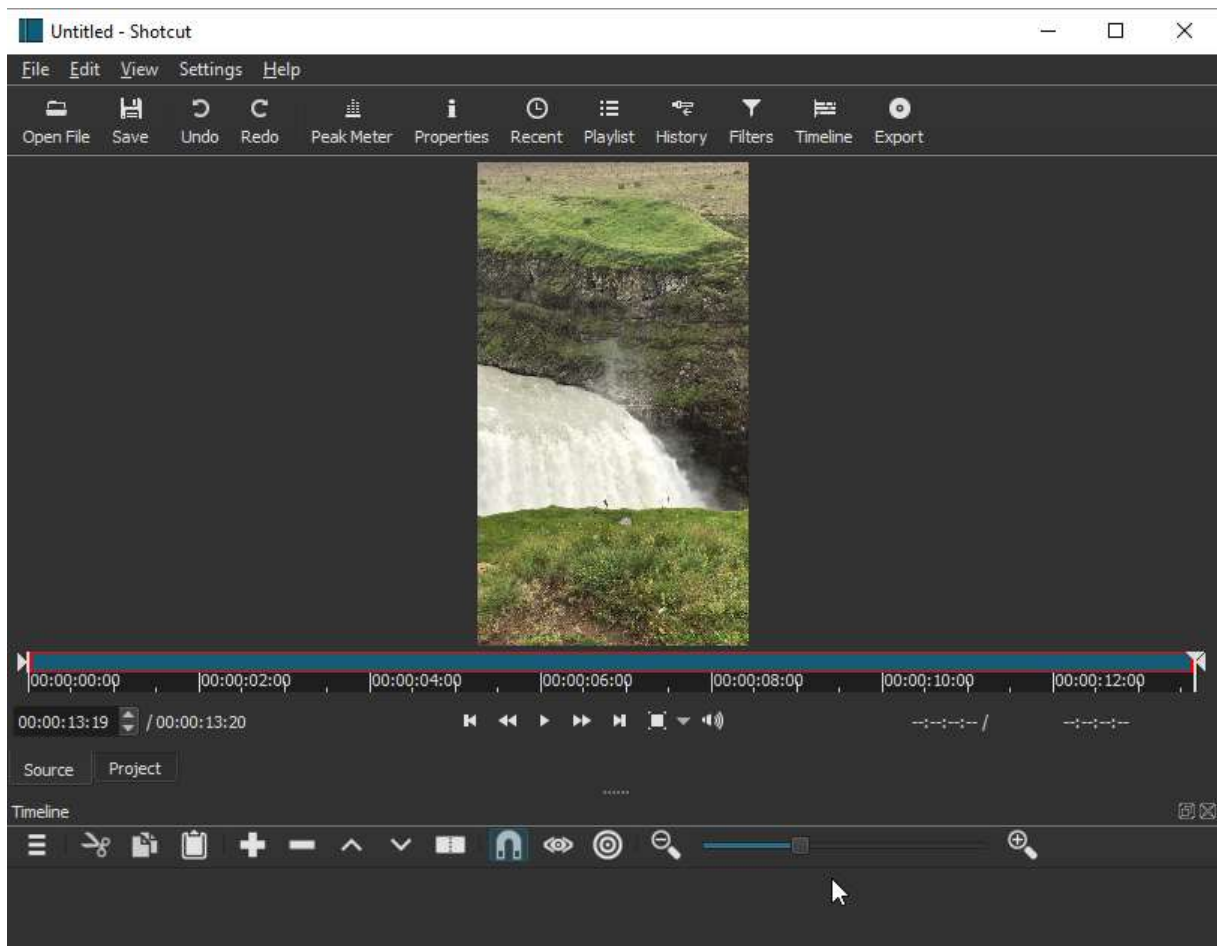 Untitled - Shotcut
File Edit View Settings Help
Open File Save Undo Redo Peak Meter Properties Recent Playlist History Filters Timeline Export
00:00:00:00 00:00:02:00 00:00:04:00 00:00:06:00 00:00:08:00 00:00:10:00 00:00:12:00
00:00:13:19 / 00:00:13:20 --:--:--:-- / --:--:--:--
Source Project
Timeline